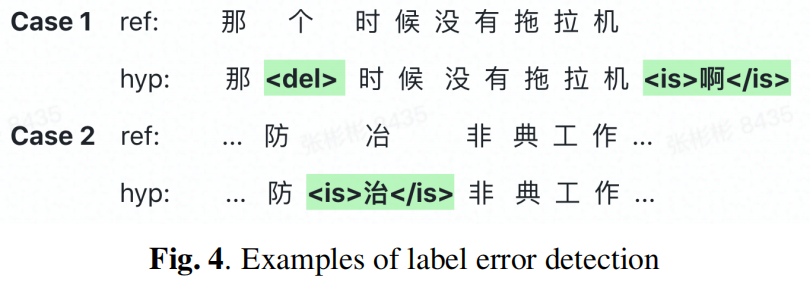 Case 1 ref: 那 个 时 候 没 有 拖 拉 机
hyp: 那 <del> 时 候 没 有 拖 拉 机 <is>啊</is>
张彬彬 8435
8435
Case 2 ref: ... 防 冶 非 典 工 作 ...
hyp: ... 防 <is>治</is> 非 典 工 作 ...
Fig. 4. Examples of label error detection